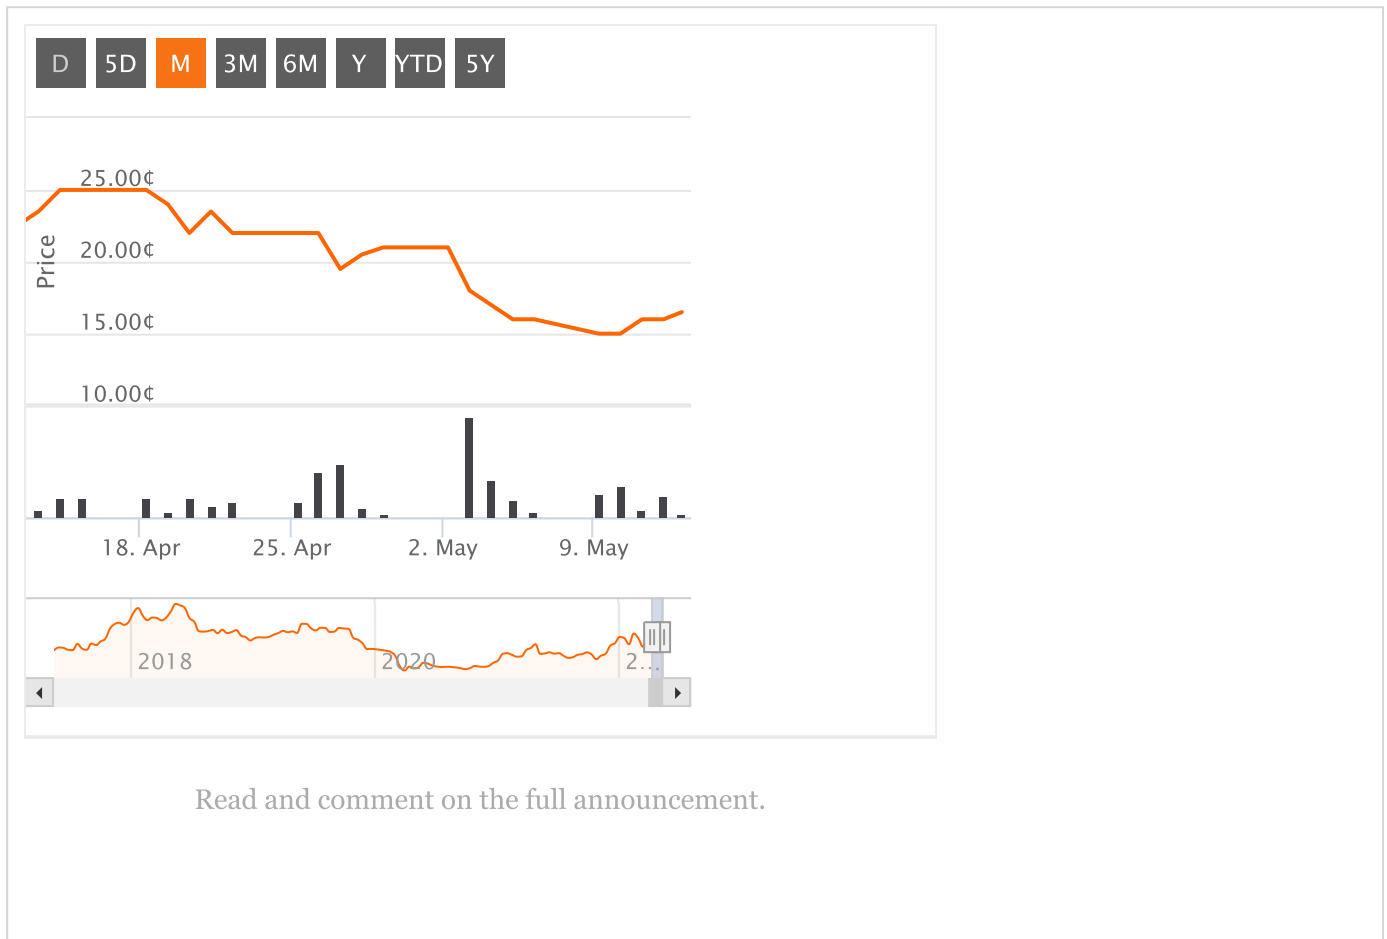 D 5D M 3M 6M Y YTD 5Y
25.00¢
Price
20.00¢
15.00¢
10.00¢
18. Apr 25. Apr 2. May 9. May
2018 2020 2...
Read and comment on the full announcement.